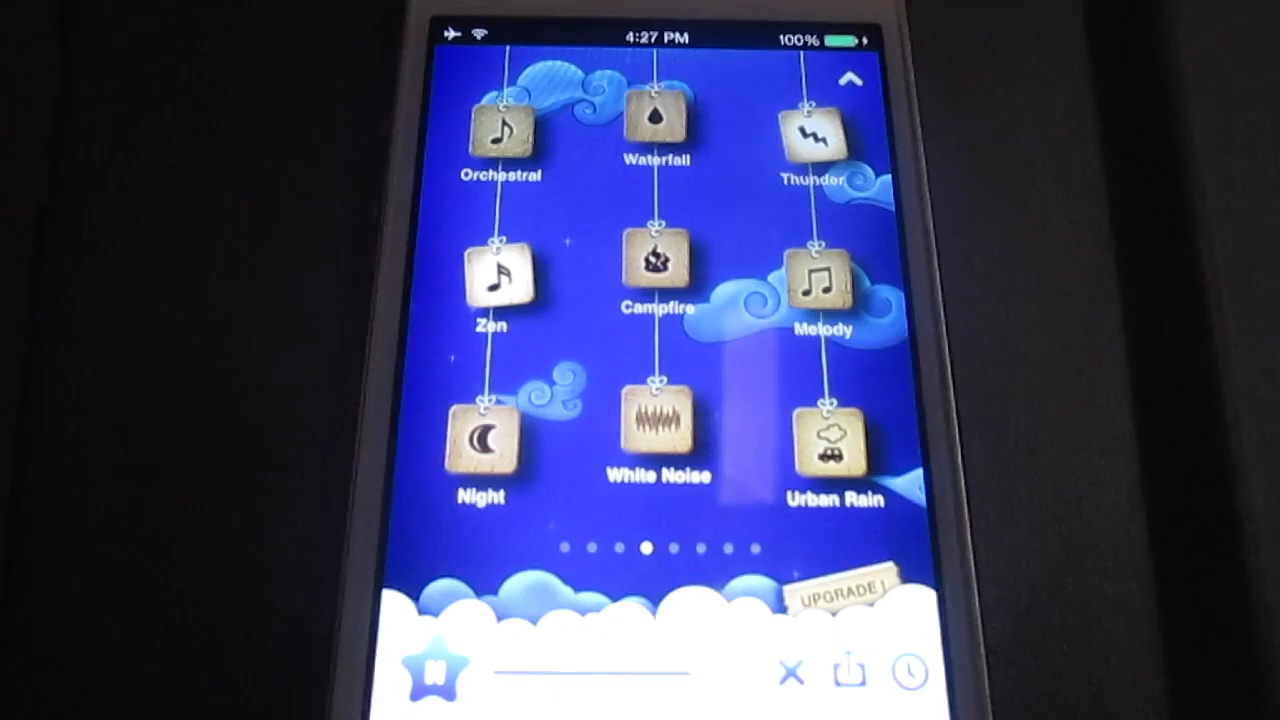 4:27 PM
100%
Orchestral
Waterfall
Thunder
Zen
Campfire
Melody
Night
White Noise
Urban Rain
UPGRADE !